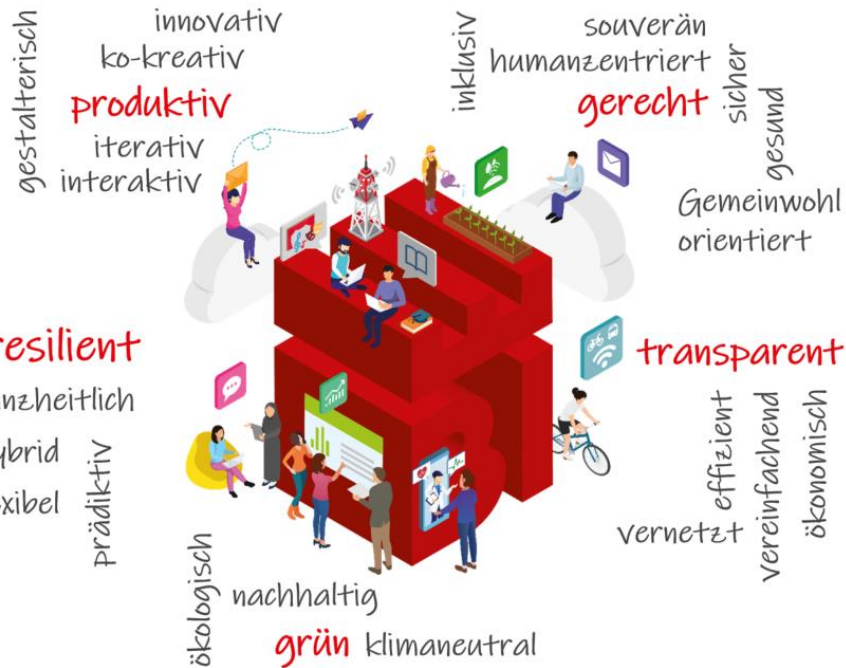 gestalterisch
innovativ
ko-kreativ
produktiv
iterativ
interaktiv
inklusiv
souverän
humanzentriert
gerecht
sicher
gesund
Gemeinwohl
orientiert
resilient
nzheitlich
ybrid
xibel
prädiktiv
transparent
effizient
vernetzt
vereinfachend
ökonomisch
ökologisch
nachhaltig
grün klimaneutral